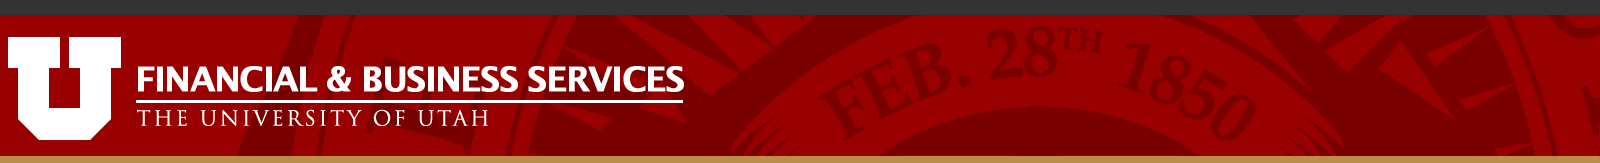 U
FINANCIAL & BUSINESS SERVICES
THE UNIVERSITY OF UTAH
FEB. 28TH 1850